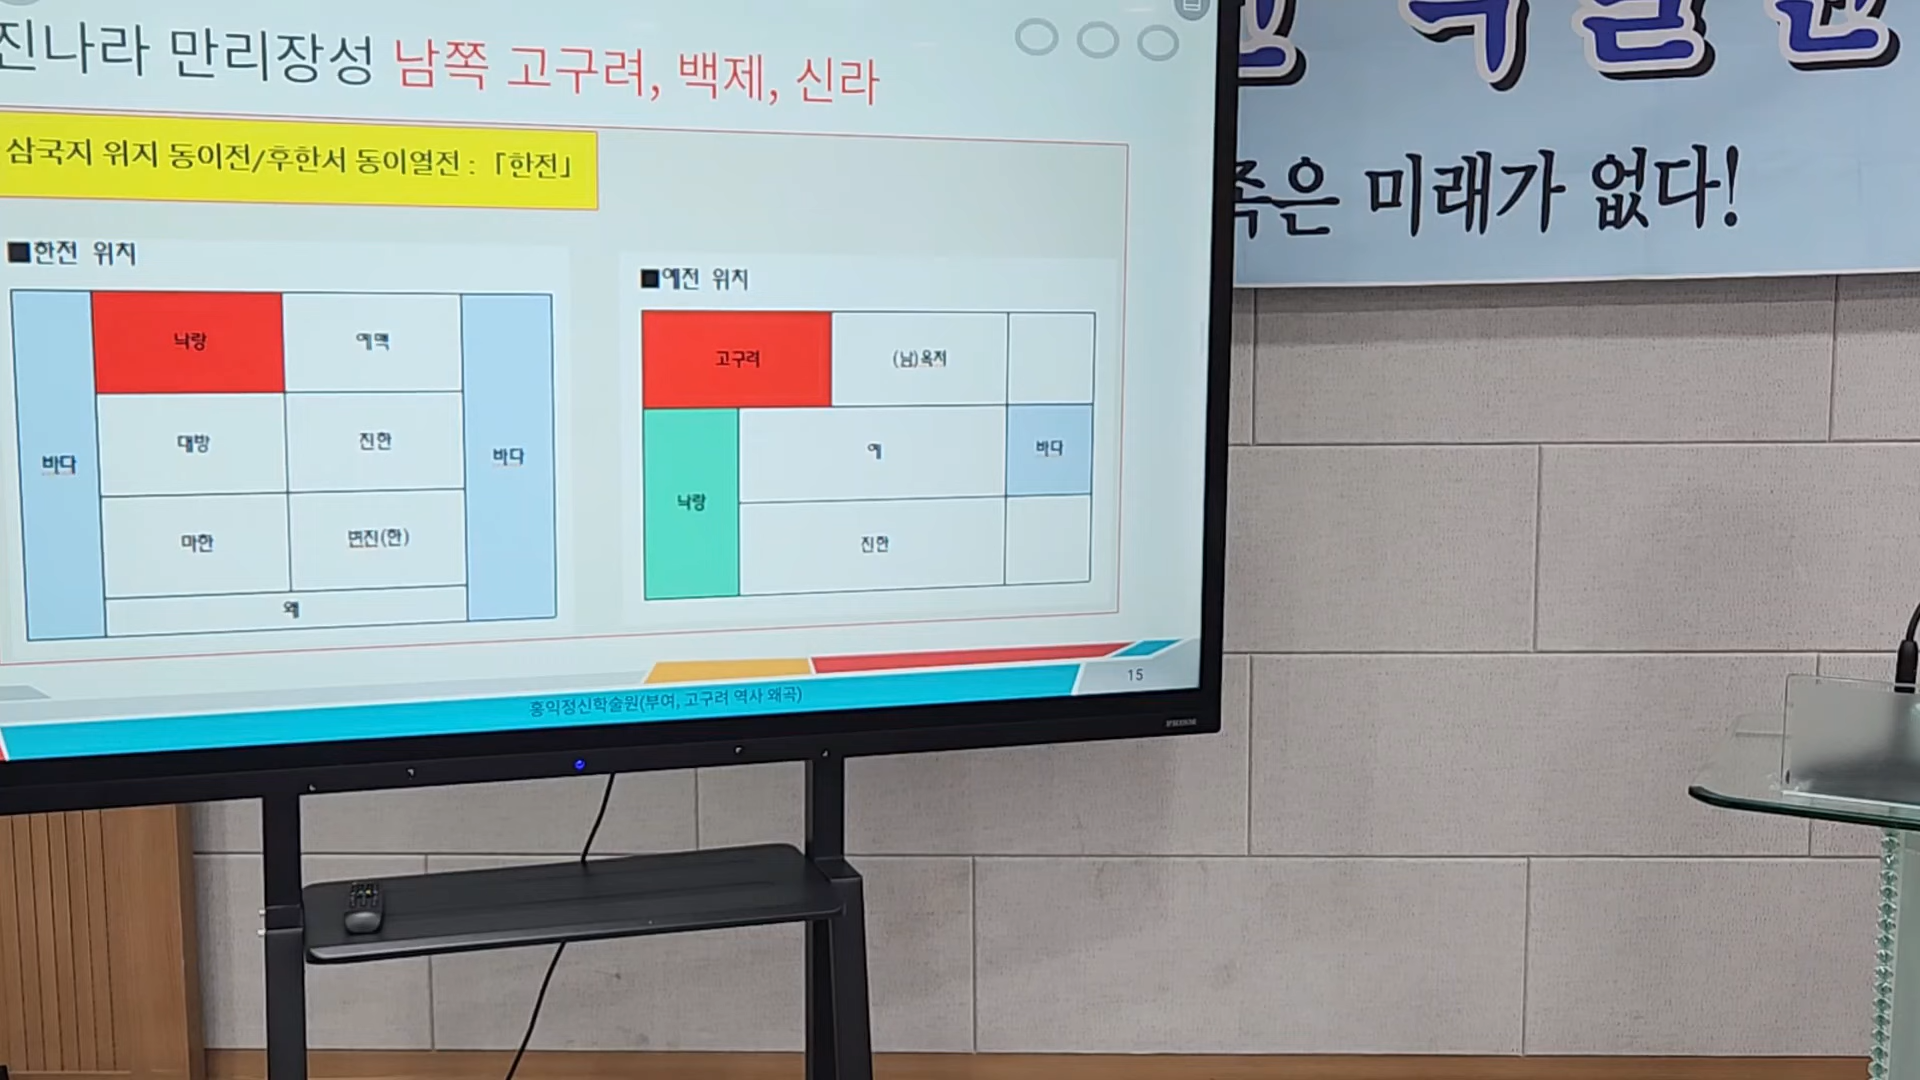 진나라 만리장성 남쪽 고구려, 백제, 신라
삼국지 위지 동이전/후한서 동이열전 : 「한전」
■한전 위치
바다
낙랑
예맥
대방
진한
마한
변진(한)
왜
바다
■예전 위치
고구려
(남)옥저
낙랑
예
바다
진한
홍익정신학술원(부여, 고구려 역사 왜곡)
15
PRISM
족은 미래가 없다!